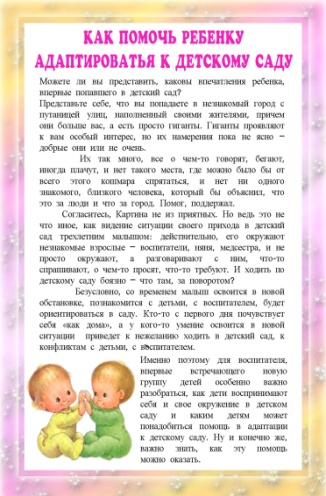 КАК ПОМОЧЬ РЕБЕНКУ
АДАПТИРОВАТЬЯ К ДЕТСКОМУ САДУ
Можете ли вы представить, каковы впечатления ребенка,
впервые попавшего в детский сад?
Представьте себе, что вы попадаете в незнакомый город с
путаницей улиц, наполненный своими жителями, причем
они больше вас, а есть просто гиганты. Гиганты проявляют
к вам особый интерес, но их намерения пока не ясно –
добрые они или не очень.
Их так много, все о чем-то говорят, бегают,
иногда плачут, и нет такого места, где можно было бы от
всего этого кошмара спрятаться, и нет ни одного
знакомого, близкого человека, который бы объяснил, что
это за люди и что за город. Помог, поддержал.
Согласитесь, Картина не из приятных. Но ведь это не
что иное, как видение ситуации своего прихода в детский
сад трехлетним малышом: действительно, его окружают
незнакомые взрослые – воспитатели, няня, медсестра, и не
просто окружают, а разговаривают с ним, что-то
спрашивают, о чем-то просят, что-то требуют. И ходить по
детскому саду боязно – что там, за поворотом?
Безусловно, со временем малыш освоится в новой
обстановке, познакомится с детьми, с воспитателем, будет
ориентироваться в саду. Кто-то с первого дня почувствует
себя «как дома», а у кого-то умение освоится в новой
ситуации приведет к нежеланию ходить в детский сад, к
конфликтам с детьми, с воспитателем.
Именно поэтому для воспитателя,
впервые встречающего новую
группу детей особенно важно
разобраться, как дети воспринимают
себя и свое окружение в детском
саду и каким детям может
понадобиться помощь в адаптации
к детскому саду. Ну и конечно же,
важно знать, как эту помощь
можно оказать.